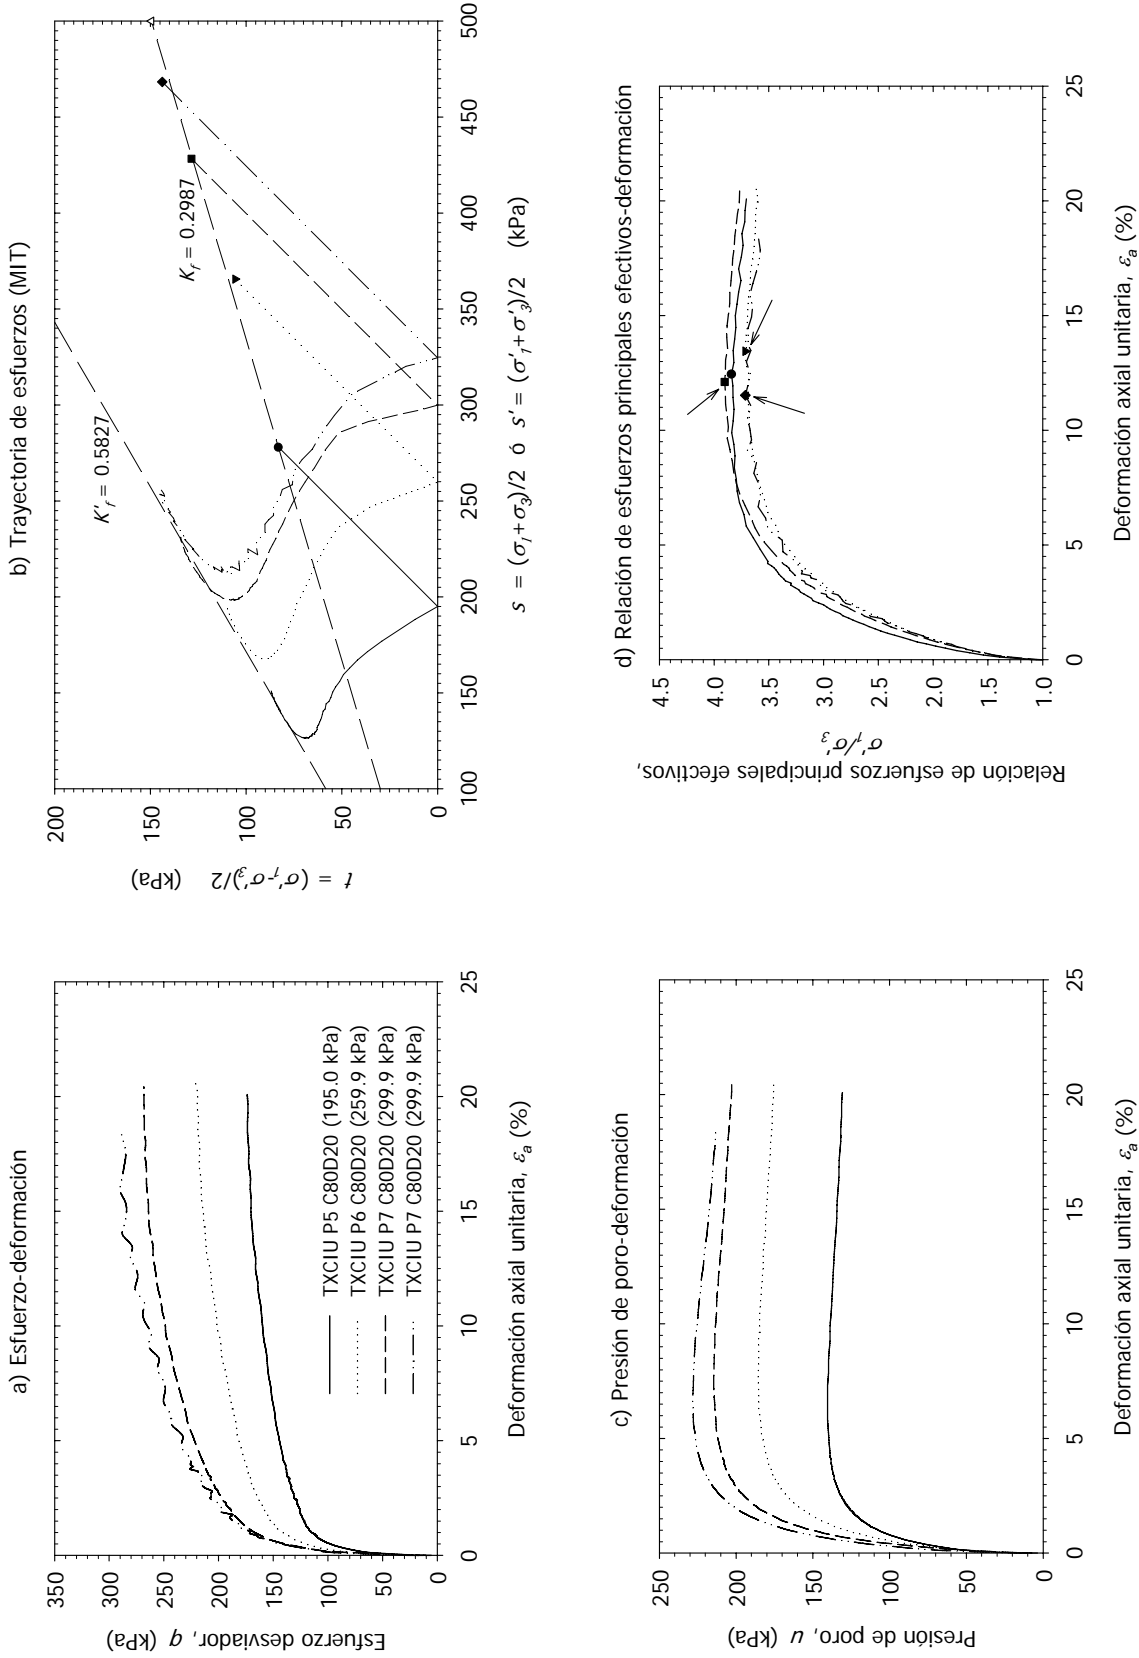 a) Esfuerzo-deformación
Esfuerzo desviador, q (kPa)
350
300
250
200
150
100
50
0
0
5
10
15
20
25
Deformación axial unitaria, εa (%)
TXCIU P5 C80D20 (195.0 kPa)
TXCIU P6 C80D20 (259.9 kPa)
TXCIU P7 C80D20 (299.9 kPa)
TXCIU P7 C80D20 (299.9 kPa)
b) Trayectoria de esfuerzos (MIT)
t = (σ'1-σ'3)/2 (kPa)
200
150
100
50
0
100
150
200
250
300
350
400
450
500
s = (σ1+σ3)/2 ó s' = (σ'1+σ'3)/2 (kPa)
K'f = 0.5827
Kf = 0.2987
c) Presión de poro-deformación
Presión de poro, u (kPa)
250
200
150
100
50
0
0
5
10
15
20
25
Deformación axial unitaria, εa (%)
d) Relación de esfuerzos principales efectivos-deformación
Relación de esfuerzos principales efectivos,
σ'1/σ'3
4.5
4.0
3.5
3.0
2.5
2.0
1.5
1.0
0
5
10
15
20
25
Deformación axial unitaria, εa (%)